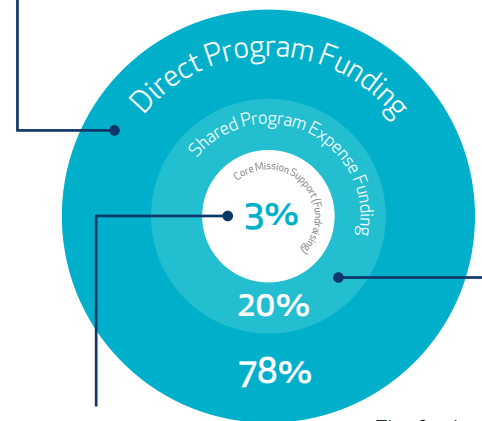 Direct Program Funding
Shared Program Expense Funding
Core Mission Support (Fundraising)
3%
20%
78%